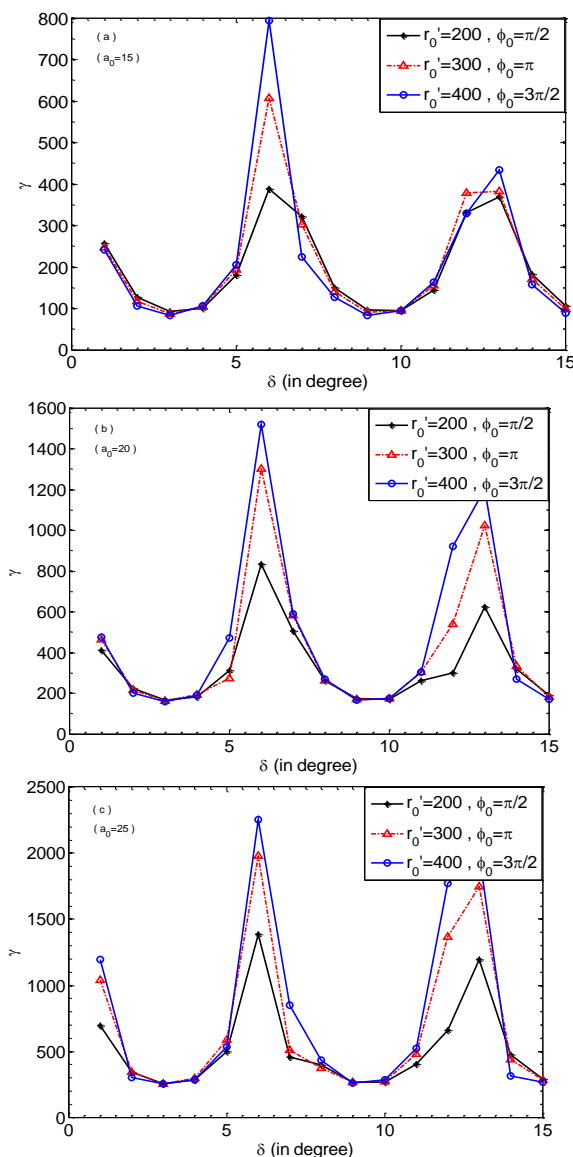 800
( a )
( a₀=15)
r₀'=200 , ϕ₀=π/2
r₀'=300 , ϕ₀=π
r₀'=400 , ϕ₀=3π/2
700
600
500
γ
400
300
200
100
0
0 5 10 15
δ (in degree)
1600
( b )
( a₀=20)
r₀'=200 , ϕ₀=π/2
r₀'=300 , ϕ₀=π
r₀'=400 , ϕ₀=3π/2
1400
1200
1000
γ
800
600
400
200
0
0 5 10 15
δ (in degree)
2500
( c )
( a₀=25)
r₀'=200 , ϕ₀=π/2
r₀'=300 , ϕ₀=π
r₀'=400 , ϕ₀=3π/2
2000
1500
γ
1000
500
0
0 5 10 15
δ (in degree)